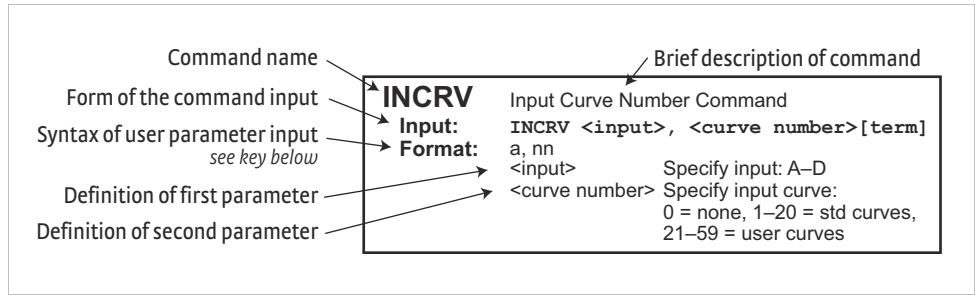 Command name
Brief description of command
Form of the command input
INCRV Input Curve Number Command
Input: INCRV <input>, <curve number>[term]
Syntax of user parameter input
Format: a, nn
see key below
<input> Specify input: A–D
Definition of first parameter
<curve number> Specify input curve:
0 = none, 1–20 = std curves,
Definition of second parameter
21–59 = user curves